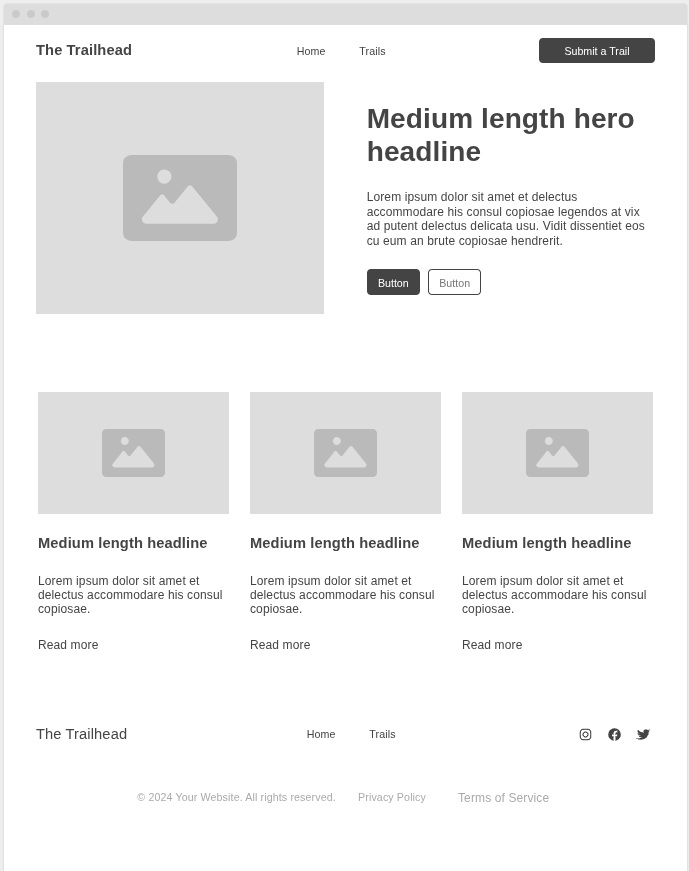 The Trailhead
Home
Trails
Submit a Trail
Medium length hero
headline
Lorem ipsum dolor sit amet et delectus
accommodare his consul copiosae legendos at vix
ad putent delectus delicata usu. Vidit dissentiet eos
cu eum an brute copiosae hendrerit.
Button
Button
Medium length headline
Lorem ipsum dolor sit amet et
delectus accommodare his consul
copiosae.
Read more
Medium length headline
Lorem ipsum dolor sit amet et
delectus accommodare his consul
copiosae.
Read more
Medium length headline
Lorem ipsum dolor sit amet et
delectus accommodare his consul
copiosae.
Read more
The Trailhead
Home
Trails
© 2024 Your Website. All rights reserved.
Privacy Policy
Terms of Service